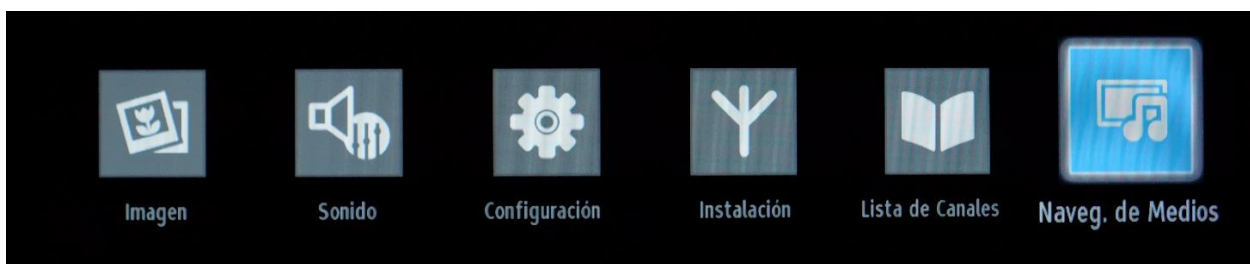 Imagen
Sonido
Configuración
Instalación
Lista de Canales
Naveg. de Medios